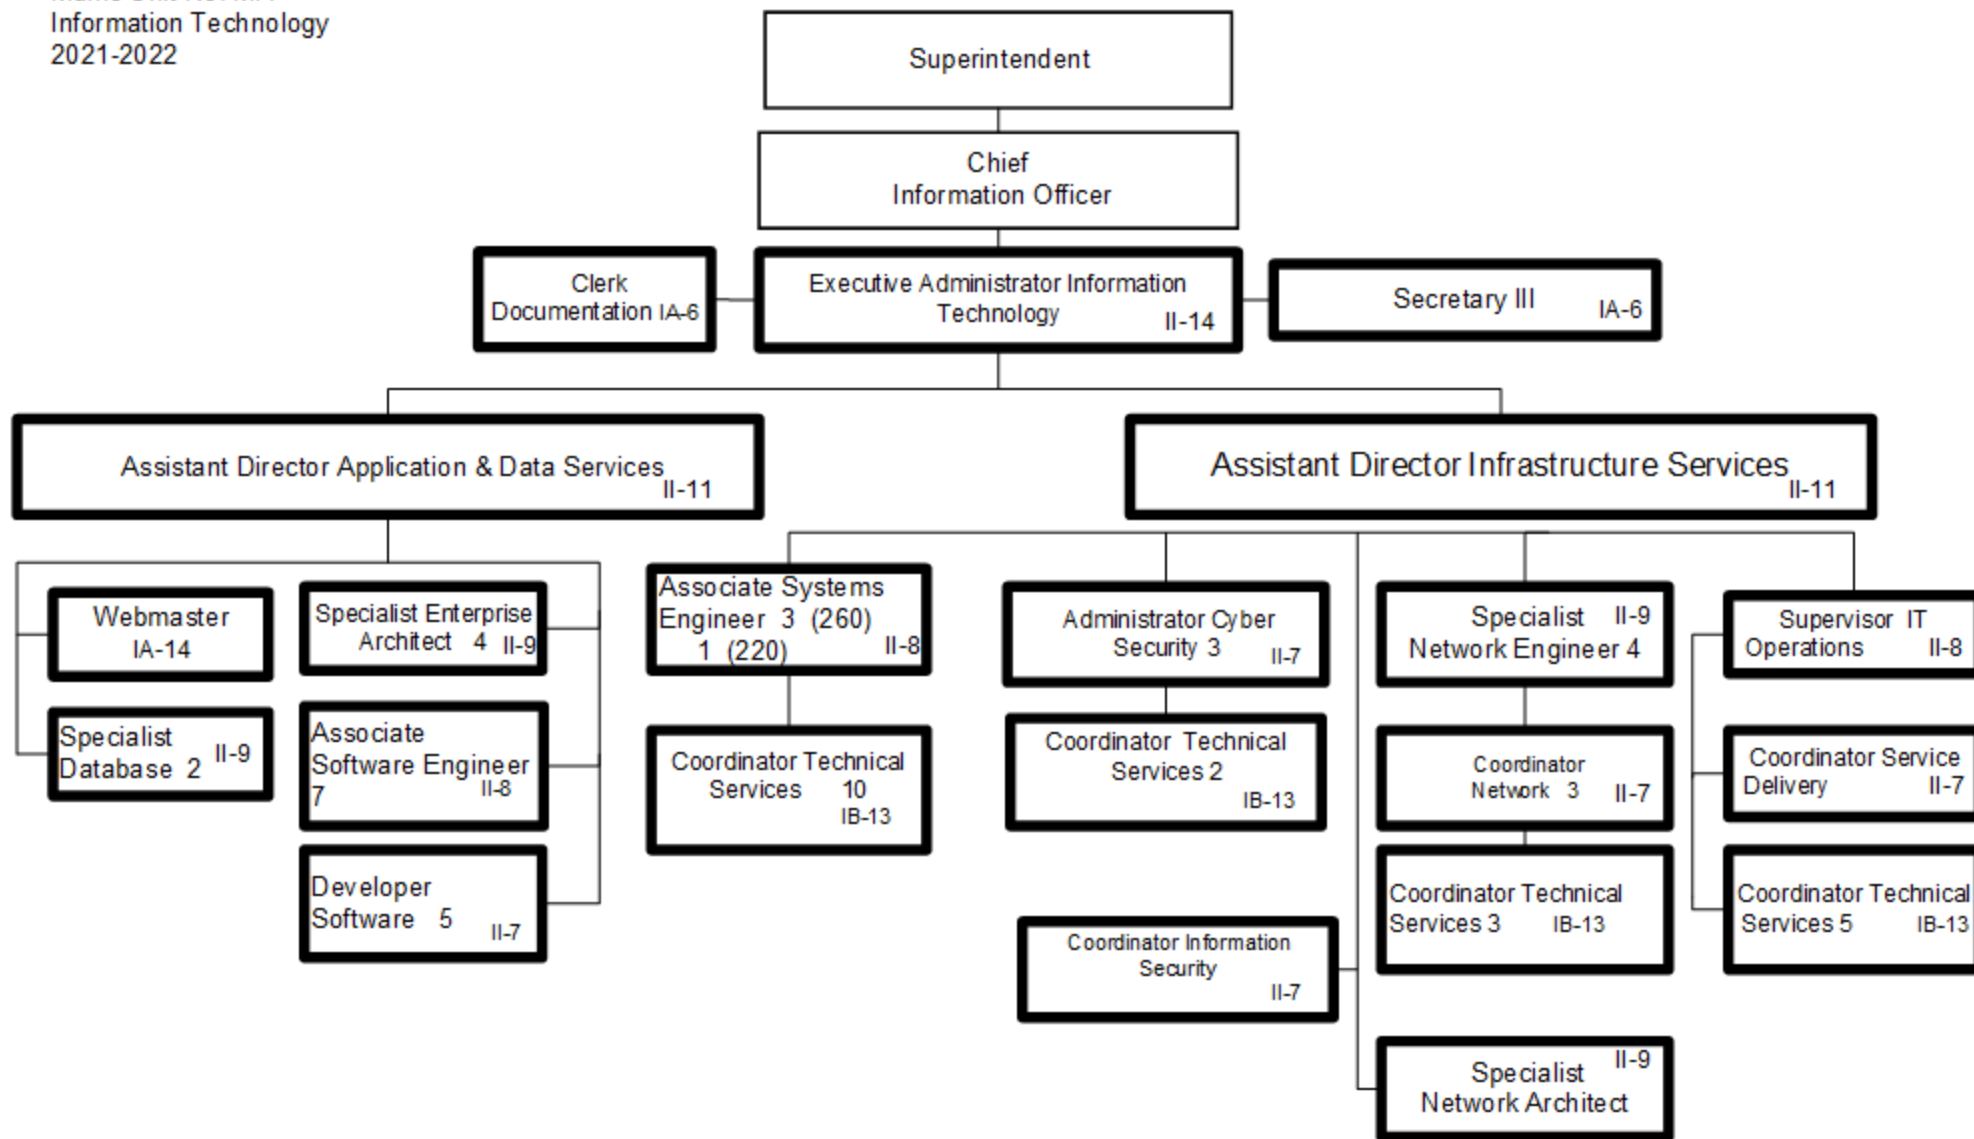 Information Technology
2021-2022
Superintendent
Chief
Information Officer
Clerk
Documentation IA-6
Executive Administrator Information
Technology
II-14
Secretary III
IA-6
Assistant Director Application & Data Services
II-11
Assistant Director Infrastructure Services
II-11
Webmaster
IA-14
Specialist
Database 2
II-9
Specialist Enterprise
Architect 4 II-9
Associate
Software Engineer
7
II-8
Developer
Software 5
II-7
Associate Systems
Engineer 3 (260)
1 (220)
II-8
Coordinator Technical
Services 10
IB-13
Administrator Cyber
Security 3
II-7
Coordinator Technical
Services 2
IB-13
Coordinator Information
Security
II-7
Specialist II-9
Network Engineer 4
Coordinator
Network 3 II-7
Coordinator Technical
Services 3 IB-13
Specialist II-9
Network Architect
Supervisor IT
Operations II-8
Coordinator Service
Delivery II-7
Coordinator Technical
Services 5 IB-13